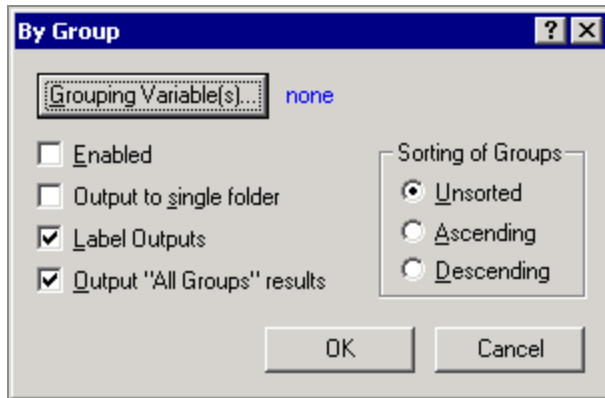 By Group
Grouping Variable(s)... none
Enabled
Output to single folder
Label Outputs
Output "All Groups" results
Sorting of Groups
Unsorted
Ascending
Descending
OK Cancel